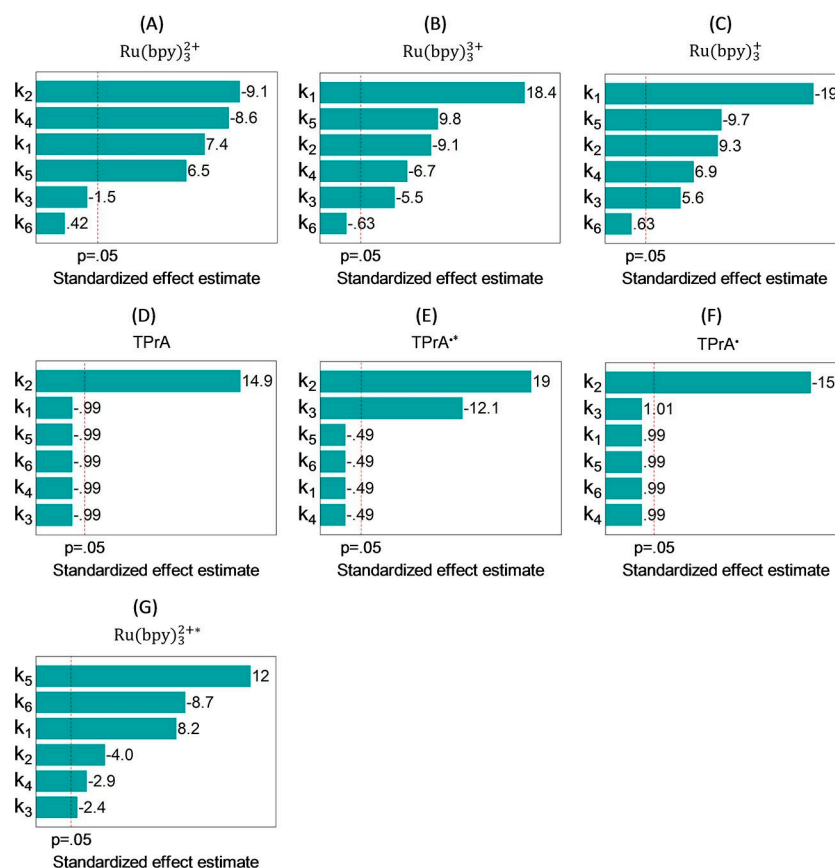 (A)
Ru(bpy)₃²⁺
k₂ -9.1
k₄ -8.6
k₁ 7.4
k₅ 6.5
k₃ -1.5
k₆ .42
p=.05
Standardized effect estimate
(B)
Ru(bpy)₃³⁺
k₁ 18.4
k₅ 9.8
k₂ -9.1
k₄ -6.7
k₃ -5.5
k₆ -.63
p=.05
Standardized effect estimate
(C)
Ru(bpy)₃⁺
k₁ -19
k₅ -9.7
k₂ 9.3
k₄ 6.9
k₃ 5.6
k₆ .63
p=.05
Standardized effect estimate
(D)
TPrA
k₂ 14.9
k₁ -.99
k₅ -.99
k₆ -.99
k₄ -.99
k₃ -.99
p=.05
Standardized effect estimate
(E)
TPrA•*
k₂ 19
k₃ -12.1
k₅ -.49
k₆ -.49
k₁ -.49
k₄ -.49
p=.05
Standardized effect estimate
(F)
TPrA•
k₂ -15
k₃ 1.01
k₁ .99
k₅ .99
k₆ .99
k₄ .99
p=.05
Standardized effect estimate
(G)
Ru(bpy)₃²⁺*
k₅ 12
k₆ -8.7
k₁ 8.2
k₂ -4.0
k₄ -2.9
k₃ -2.4
p=.05
Standardized effect estimate